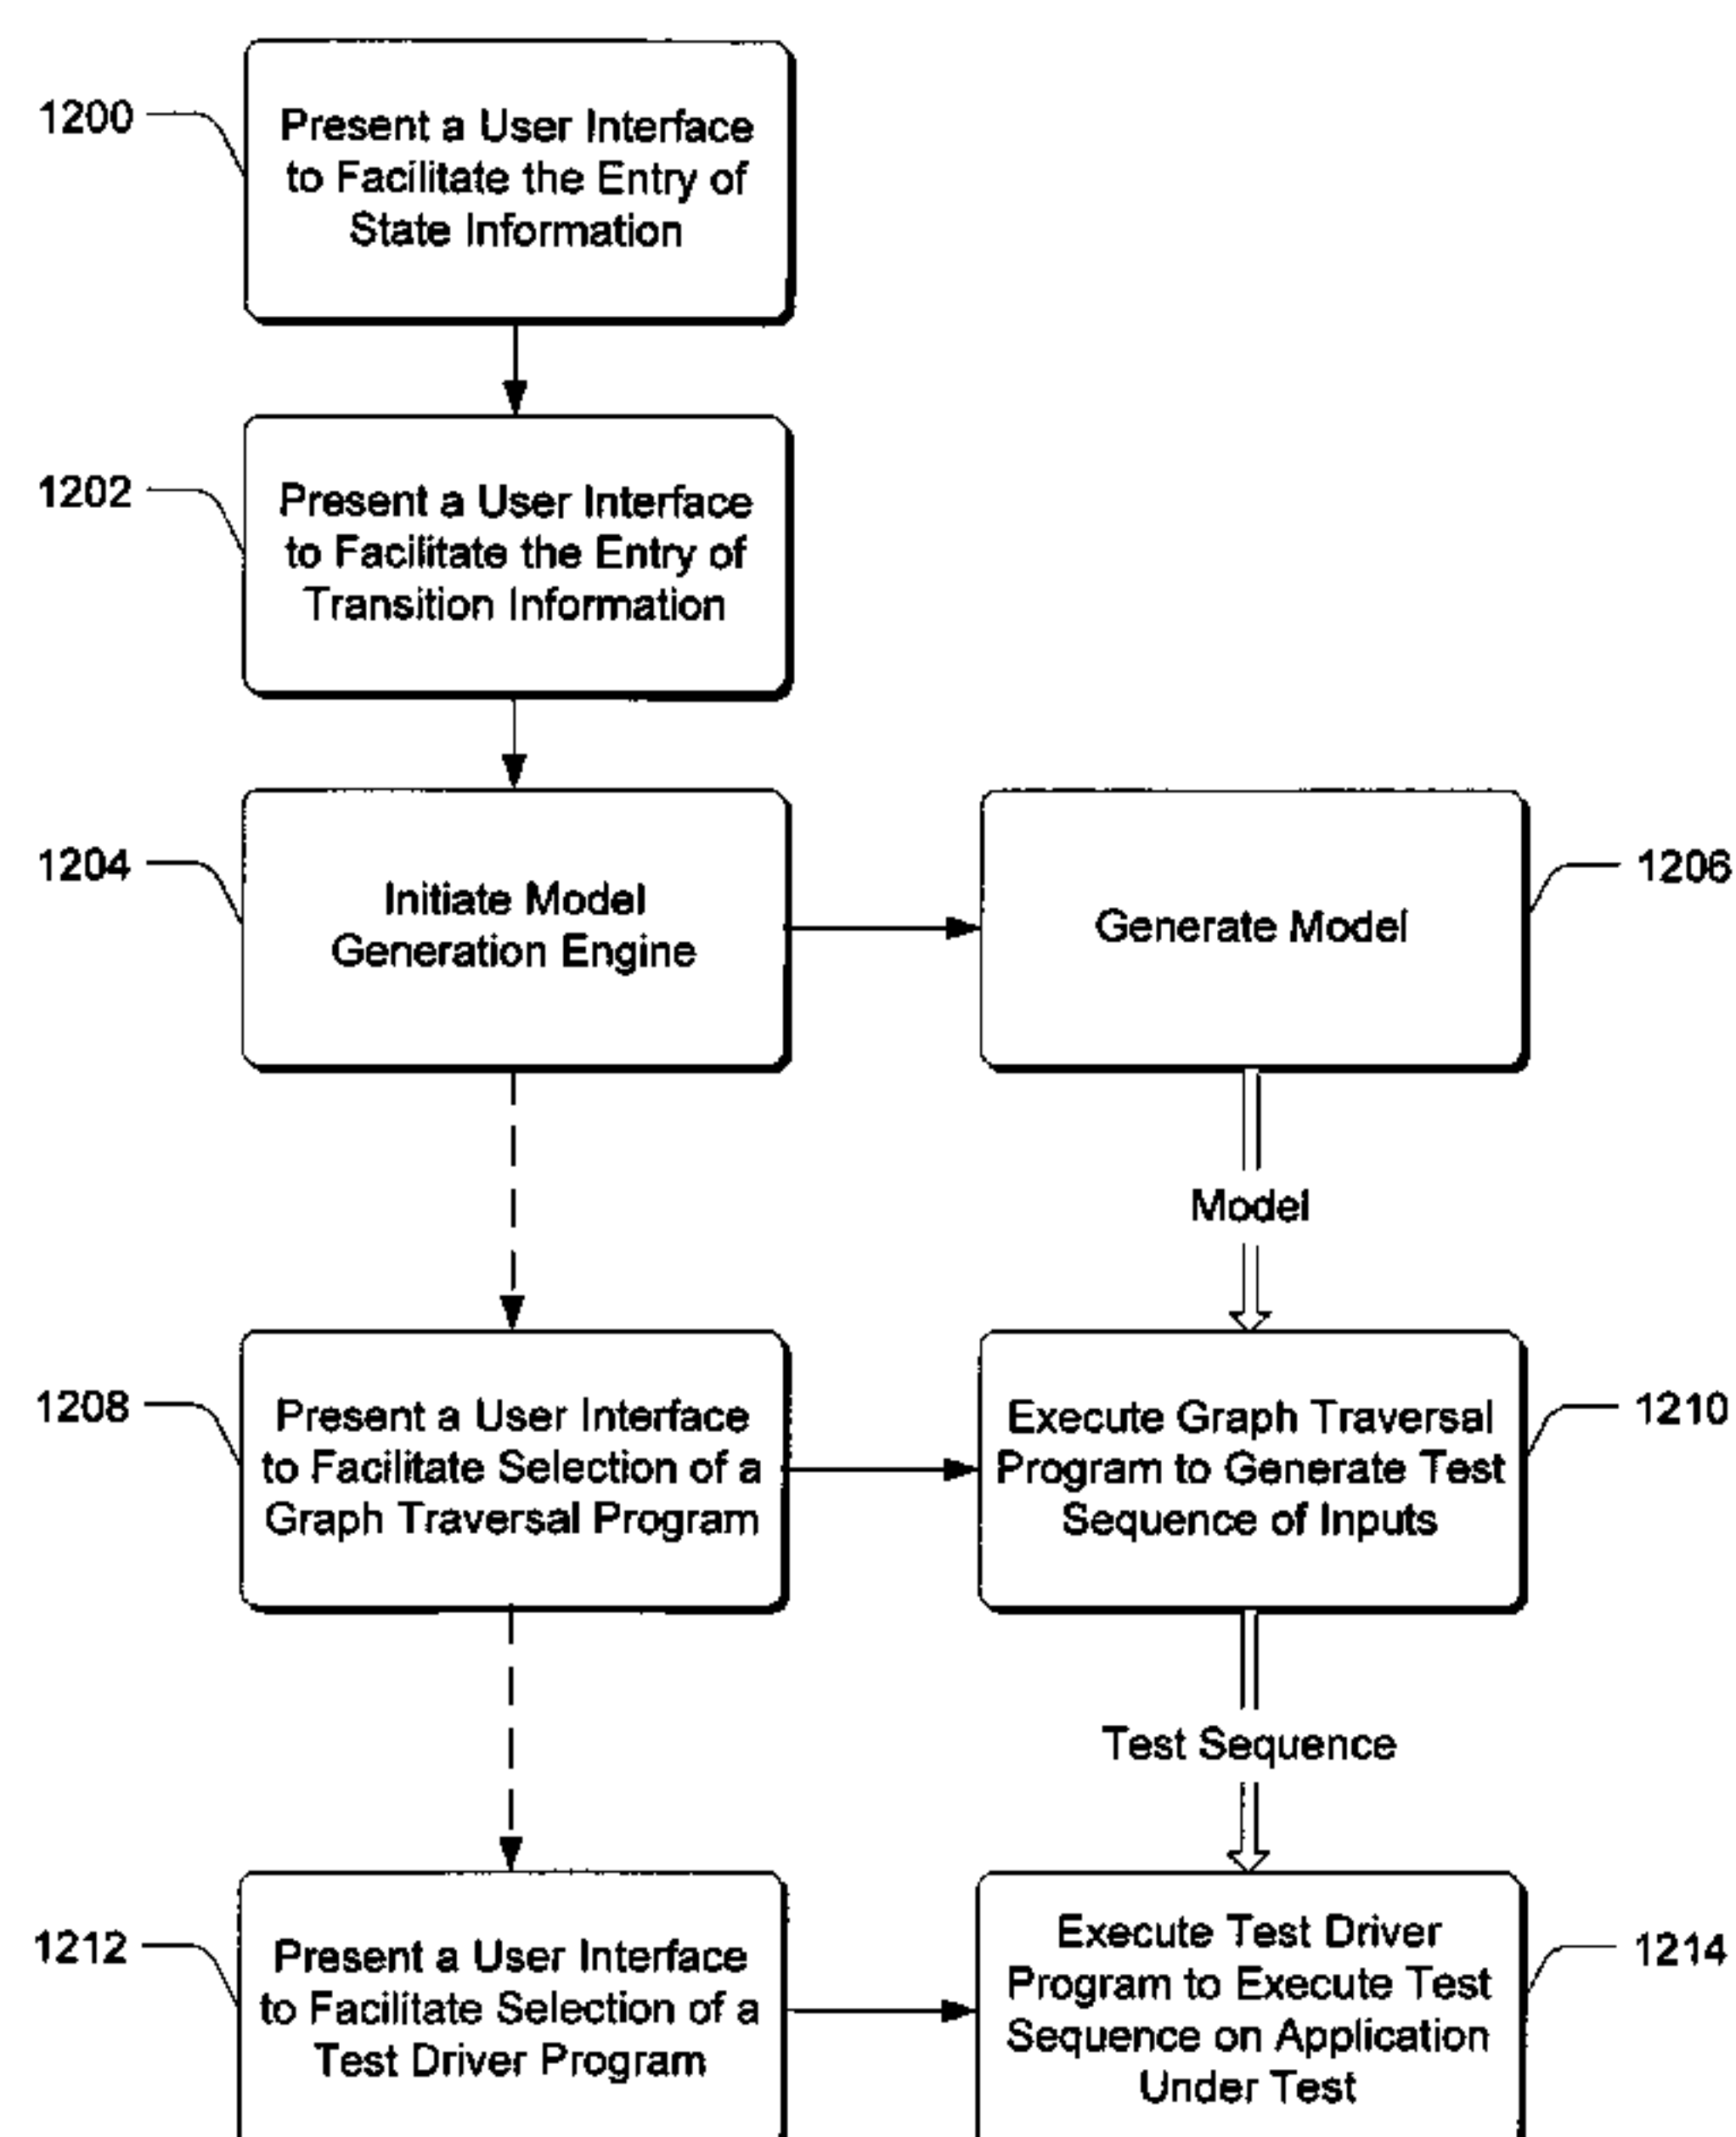 1200
Present a User Interface
to Facilitate the Entry of
State Information
1202
Present a User Interface
to Facilitate the Entry of
Transition Information
1204
Initiate Model
Generation Engine
Generate Model
1206
Model
1208
Present a User Interface
to Facilitate Selection of a
Graph Traversal Program
Execute Graph Traversal
Program to Generate Test
Sequence of Inputs
1210
Test Sequence
1212
Present a User Interface
to Facilitate Selection of a
Test Driver Program
Execute Test Driver
Program to Execute Test
Sequence on Application
Under Test
1214